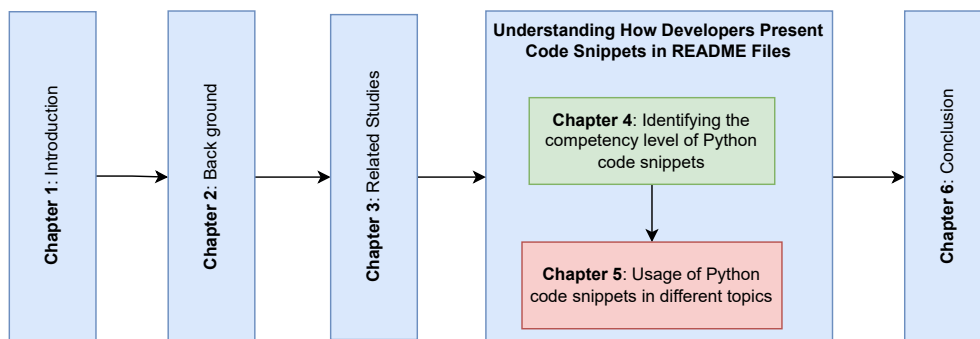 Chapter 1: Introduction
Chapter 2: Back ground
Chapter 3: Related Studies
Understanding How Developers Present
Code Snippets in README Files
Chapter 4: Identifying the
competency level of Python
code snippets
Chapter 5: Usage of Python
code snippets in different topics
Chapter 6: Conclusion